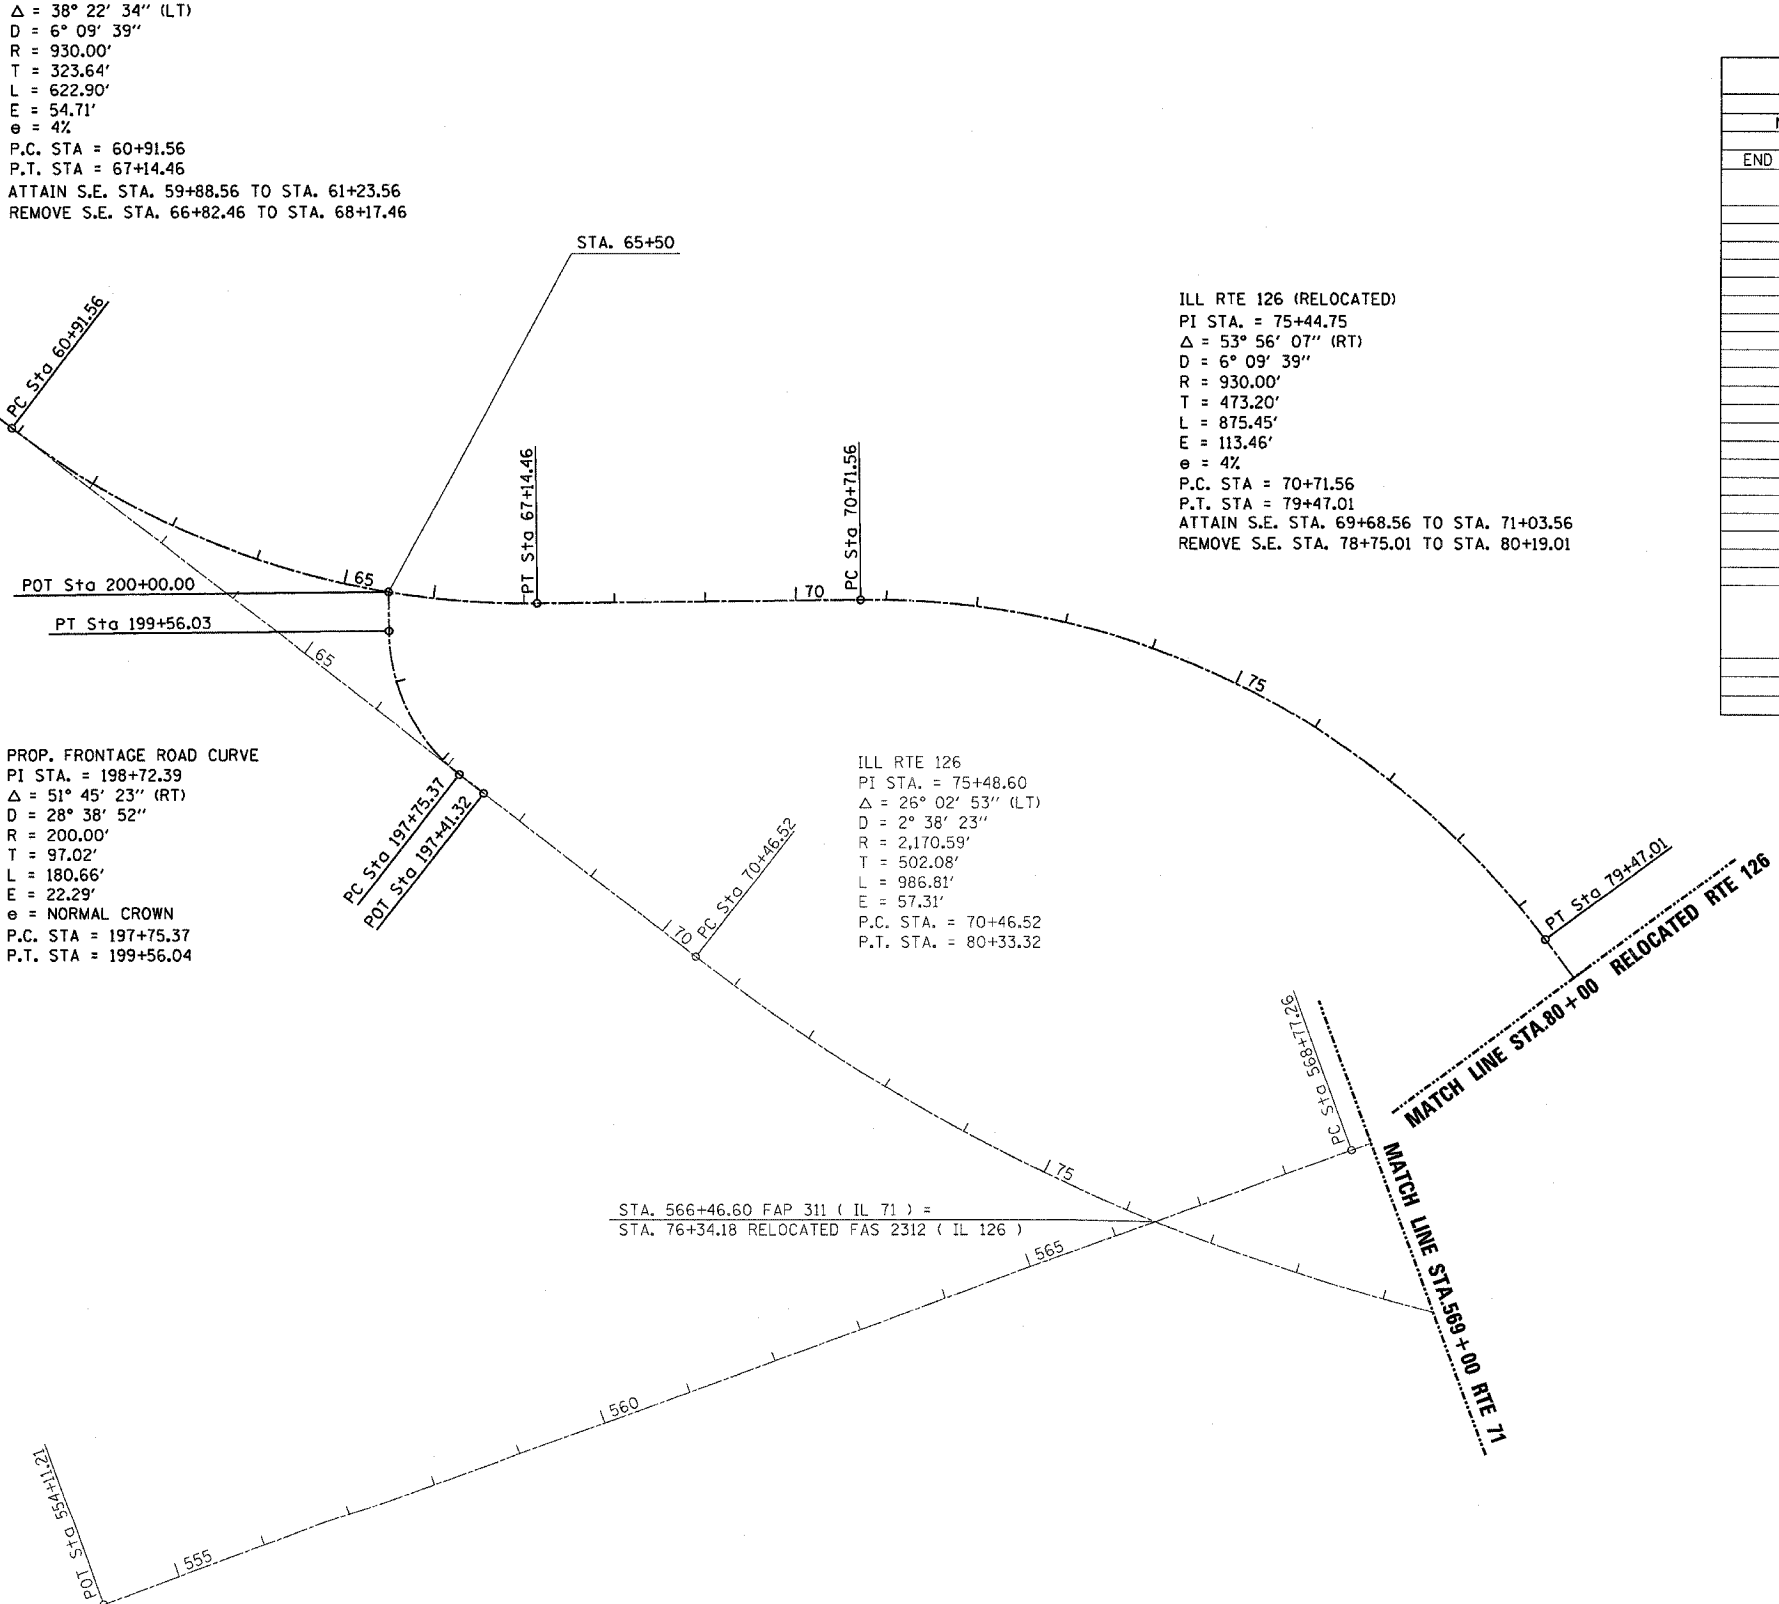 Δ = 38° 22' 34" (LT)
D = 6° 09' 39"
R = 930.00'
T = 323.64'
L = 622.90'
E = 54.71'
e = 4%
P.C. STA = 60+91.56
P.T. STA = 67+14.46
ATTAIN S.E. STA. 59+88.56 TO STA. 61+23.56
REMOVE S.E. STA. 66+82.46 TO STA. 68+17.46
END
STA. 65+50
PC Sta 60+91.56
ILL RTE 126 (RELOCATED)
PI STA. = 75+44.75
Δ = 53° 56' 07" (RT)
D = 6° 09' 39"
R = 930.00'
T = 473.20'
L = 875.45'
E = 113.46'
e = 4%
P.C. STA = 70+71.56
P.T. STA = 79+47.01
ATTAIN S.E. STA. 69+68.56 TO STA. 71+03.56
REMOVE S.E. STA. 78+75.01 TO STA. 80+19.01
PT Sta 67+14.46
PC Sta 70+71.56
POT Sta 200+00.00
65
70
PT Sta 199+56.03
65
75
PROP. FRONTAGE ROAD CURVE
PI STA. = 198+72.39
Δ = 51° 45' 23" (RT)
D = 28° 38' 52"
R = 200.00'
T = 97.02'
L = 180.66'
E = 22.29'
e = NORMAL CROWN
P.C. STA = 197+75.37
P.T. STA = 199+56.04
PC Sta 197+75.37
POT Sta 197+41.32
70
PC Sta 70+46.52
ILL RTE 126
PI STA. = 75+48.60
Δ = 26° 02' 53" (LT)
D = 2° 38' 23"
R = 2,170.59'
T = 502.08'
L = 986.81'
E = 57.31'
P.C. STA. = 70+46.52
P.T. STA. = 80+33.32
PT Sta 79+47.01
MATCH LINE STA.80+00 RELOCATED RTE 126
PC Sta 568+77.26
MATCH LINE STA.569+00 RTE 71
75
STA. 566+46.60 FAP 311 ( IL 71 ) =
STA. 76+34.18 RELOCATED FAS 2312 ( IL 126 )
565
560
555
POT Sta 554+11.21